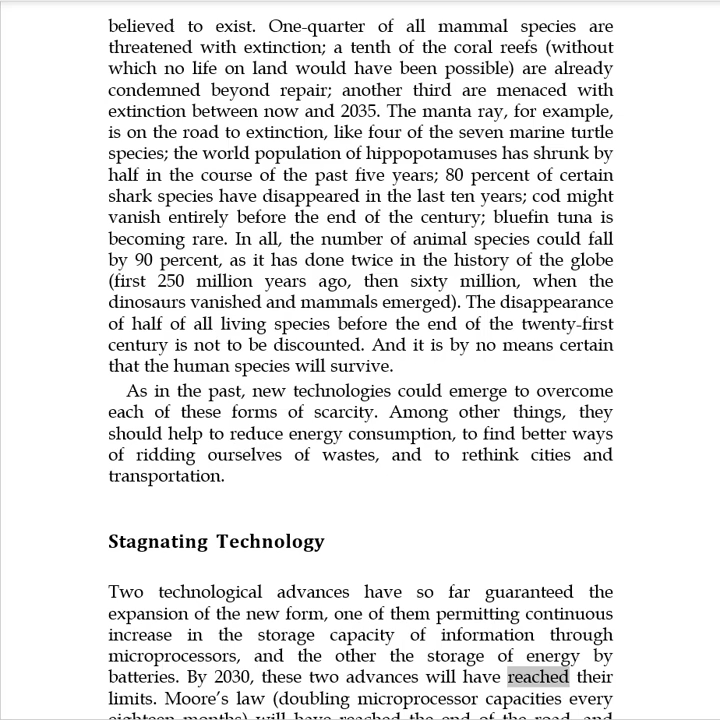 believed to exist. One-quarter of all mammal species are
threatened with extinction; a tenth of the coral reefs (without
which no life on land would have been possible) are already
condemned beyond repair; another third are menaced with
extinction between now and 2035. The manta ray, for example,
is on the road to extinction, like four of the seven marine turtle
species; the world population of hippopotamuses has shrunk by
half in the course of the past five years; 80 percent of certain
shark species have disappeared in the last ten years; cod might
vanish entirely before the end of the century; bluefin tuna is
becoming rare. In all, the number of animal species could fall
by 90 percent, as it has done twice in the history of the globe
(first 250 million years ago, then sixty million, when the
dinosaurs vanished and mammals emerged). The disappearance
of half of all living species before the end of the twenty-first
century is not to be discounted. And it is by no means certain
that the human species will survive.
As in the past, new technologies could emerge to overcome
each of these forms of scarcity. Among other things, they
should help to reduce energy consumption, to find better ways
of ridding ourselves of wastes, and to rethink cities and
transportation.
Stagnating Technology
Two technological advances have so far guaranteed the
expansion of the new form, one of them permitting continuous
increase in the storage capacity of information through
microprocessors, and the other the storage of energy by
batteries. By 2030, these two advances will have reached their
limits. Moore's law (doubling microprocessor capacities every
eighteen months) will have reached the end of the road, and